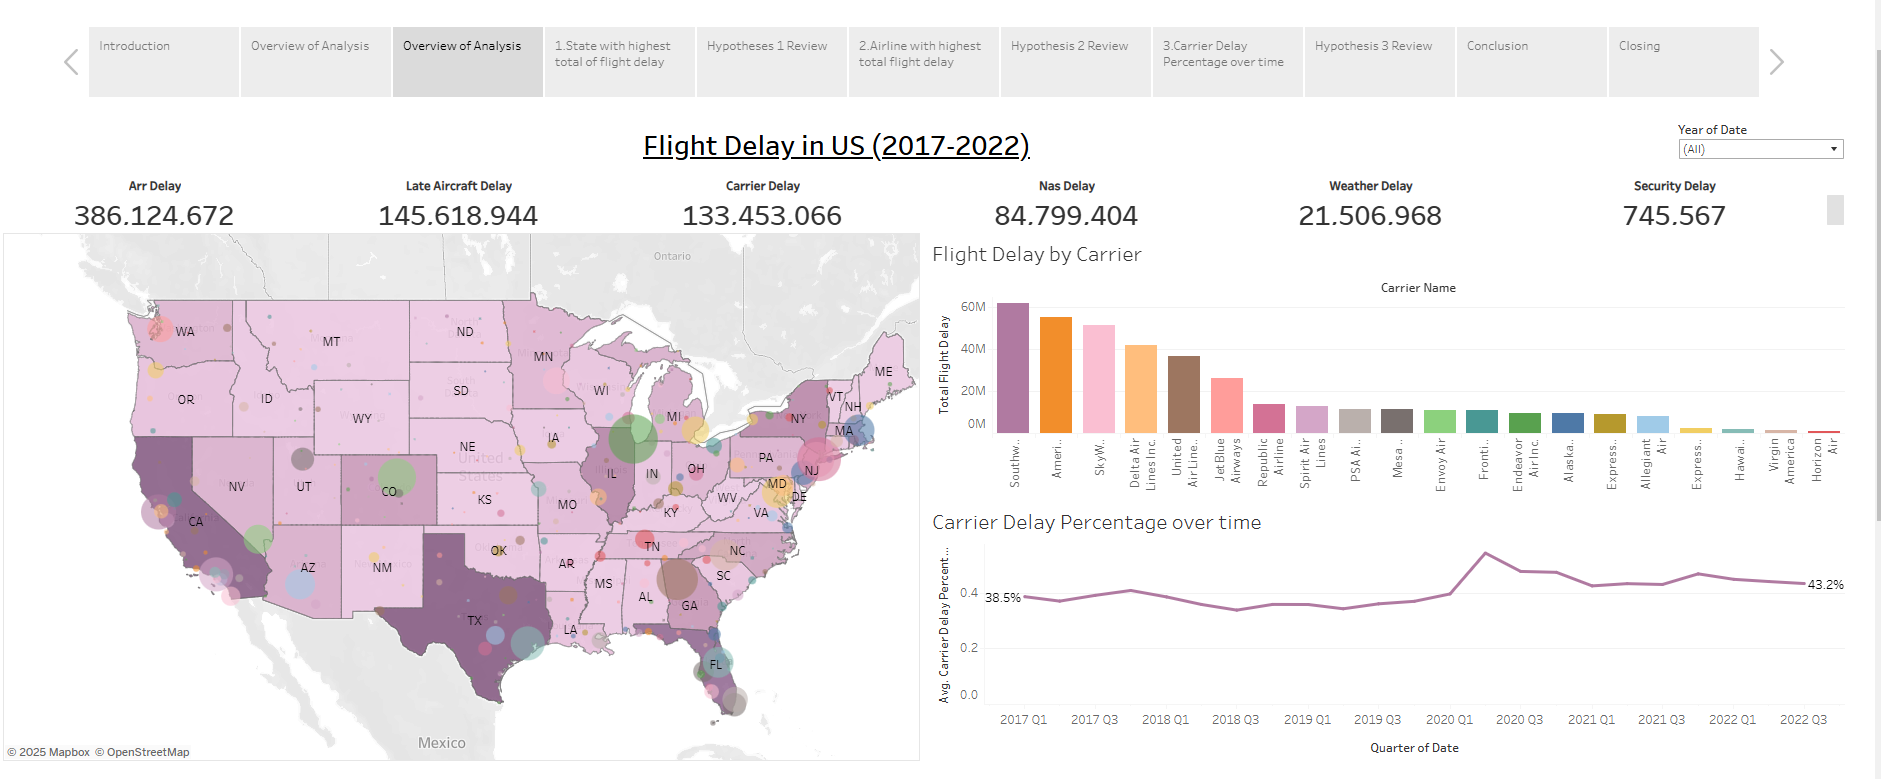 Introduction
Overview of Analysis
Overview of Analysis
1.State with highest
total of flight delay
Hypotheses 1 Review
2.Airline with highest
total flight delay
Hypothesis 2 Review
3.Carrier Delay
Percentage over time
Hypothesis 3 Review
Conclusion
Closing
Flight Delay in US (2017-2022)
Year of Date
(All)
Arr Delay
386,124,672
Late Aircraft Delay
145,618,944
Carrier Delay
133,453,066
Nas Delay
84,799,404
Weather Delay
21,506,968
Security Delay
745,567
Ontario
WA
MT
ND
MN
ME
OR
ID
SD
WI
MI
VT
NH
NY
MA
WY
IA
NE
United
States
PA
NJ
IL
IN
OH
MD
DE
NV
UT
CO
KS
MO
WV
VA
KY
CA
OK
TN
NC
AZ
NM
AR
SC
MS
AL
GA
TX
LA
FL
Mexico
© 2025 Mapbox © OpenStreetMap
Flight Delay by Carrier
Carrier Name
Total Flight Delay
60M
40M
20M
0M
Southw..
Ameri..
SkyW..
Delta Air
Lines Inc.
United
Air Line..
JetBlue
Airways
Republic
Airline
Spirit Air
Lines
PSA Ai..
Mesa ..
Envoy Air
Fronti..
Endeavor
Air Inc.
Alaska..
Express..
Allegiant
Air
Express..
Hawai..
Virgin
America
Horizon
Air
Carrier Delay Percentage over time
Avg. Carrier Delay Percent...
0.4
0.2
0.0
38.5%
43.2%
2017 Q1
2017 Q3
2018 Q1
2018 Q3
2019 Q1
2019 Q3
2020 Q1
2020 Q3
2021 Q1
2021 Q3
2022 Q1
2022 Q3
Quarter of Date